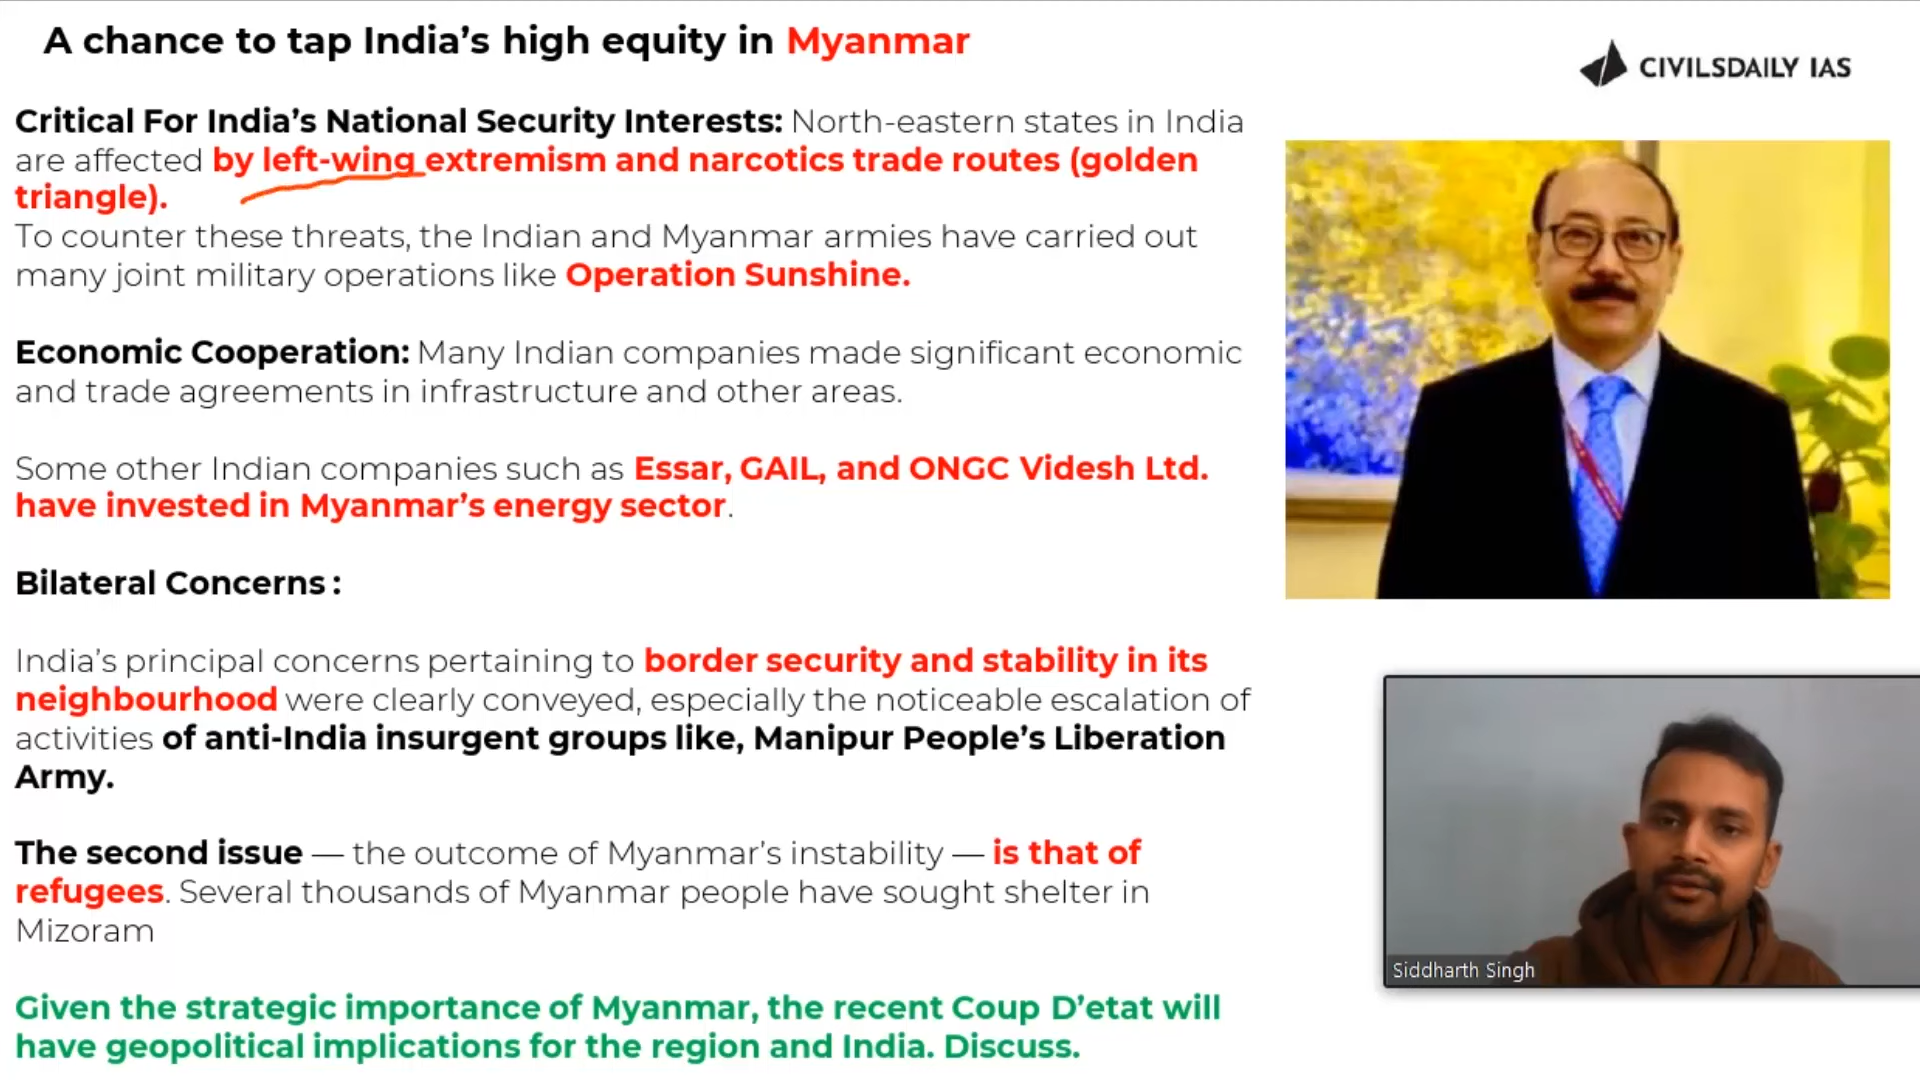 A chance to tap India's high equity in Myanmar
CIVILSDAILY IAS
Critical For India's National Security Interests: North-eastern states in India
are affected by left-wing extremism and narcotics trade routes (golden
triangle).
To counter these threats, the Indian and Myanmar armies have carried out
many joint military operations like Operation Sunshine.
Economic Cooperation: Many Indian companies made significant economic
and trade agreements in infrastructure and other areas.
Some other Indian companies such as Essar, GAIL, and ONGC Videsh Ltd.
have invested in Myanmar's energy sector.
Bilateral Concerns :
India's principal concerns pertaining to border security and stability in its
neighbourhood were clearly conveyed, especially the noticeable escalation of
activities of anti-India insurgent groups like, Manipur People's Liberation
Army.
The second issue — the outcome of Myanmar's instability — is that of
refugees. Several thousands of Myanmar people have sought shelter in
Mizoram
Given the strategic importance of Myanmar, the recent Coup D'etat will
have geopolitical implications for the region and India. Discuss.
Siddharth Singh